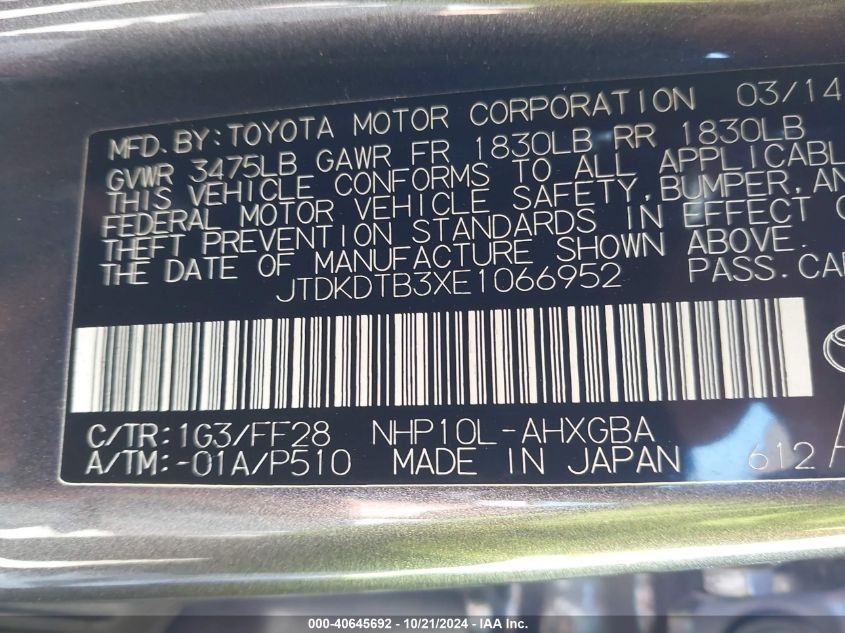 MFD. BY: TOYOTA MOTOR CORPORATION 03/14
GVWR 3475LB GAWR FR 1830LB RR 1830LB
THIS VEHICLE CONFORMS TO ALL APPLICABL
FEDERAL MOTOR VEHICLE SAFETY, BUMPER, AN
THEFT PREVENTION STANDARDS IN EFFECT O
THE DATE OF MANUFACTURE SHOWN ABOVE.
JTDKDTB3XE1066952 PASS. CAR
C/TR: 1G3/FF28 NHP10L-AHXGBA
A/TM: -01A/P510 MADE IN JAPAN 612
000-40645692 - 10/21/2024 - IAA Inc.